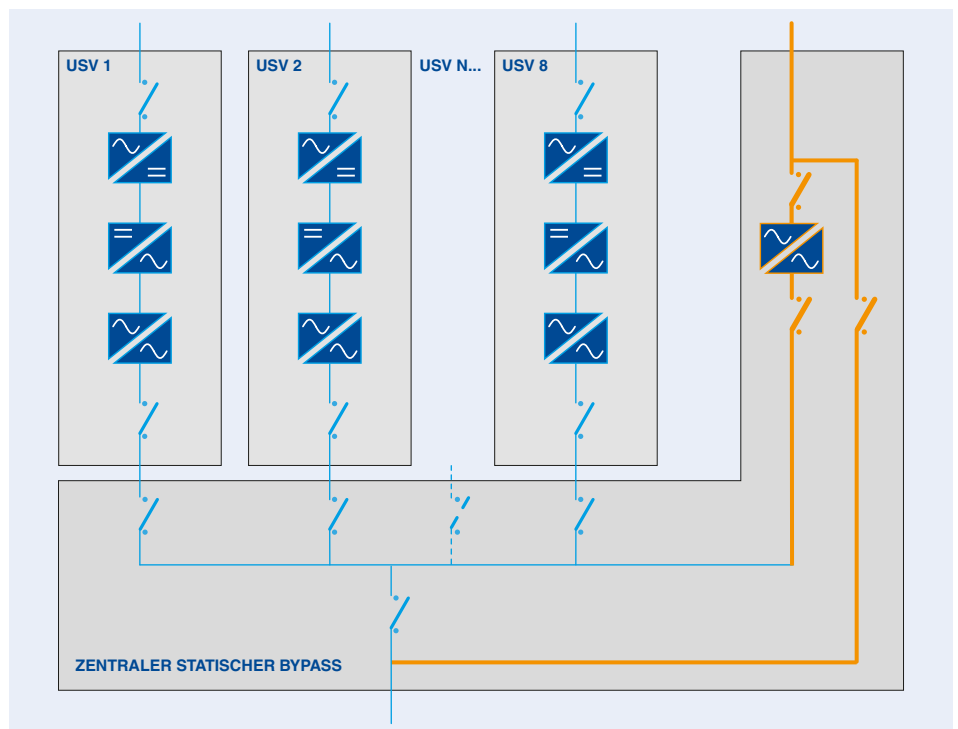 USV 1
USV 2
USV N...
USV 8
ZENTRALER STATISCHER BYPASS